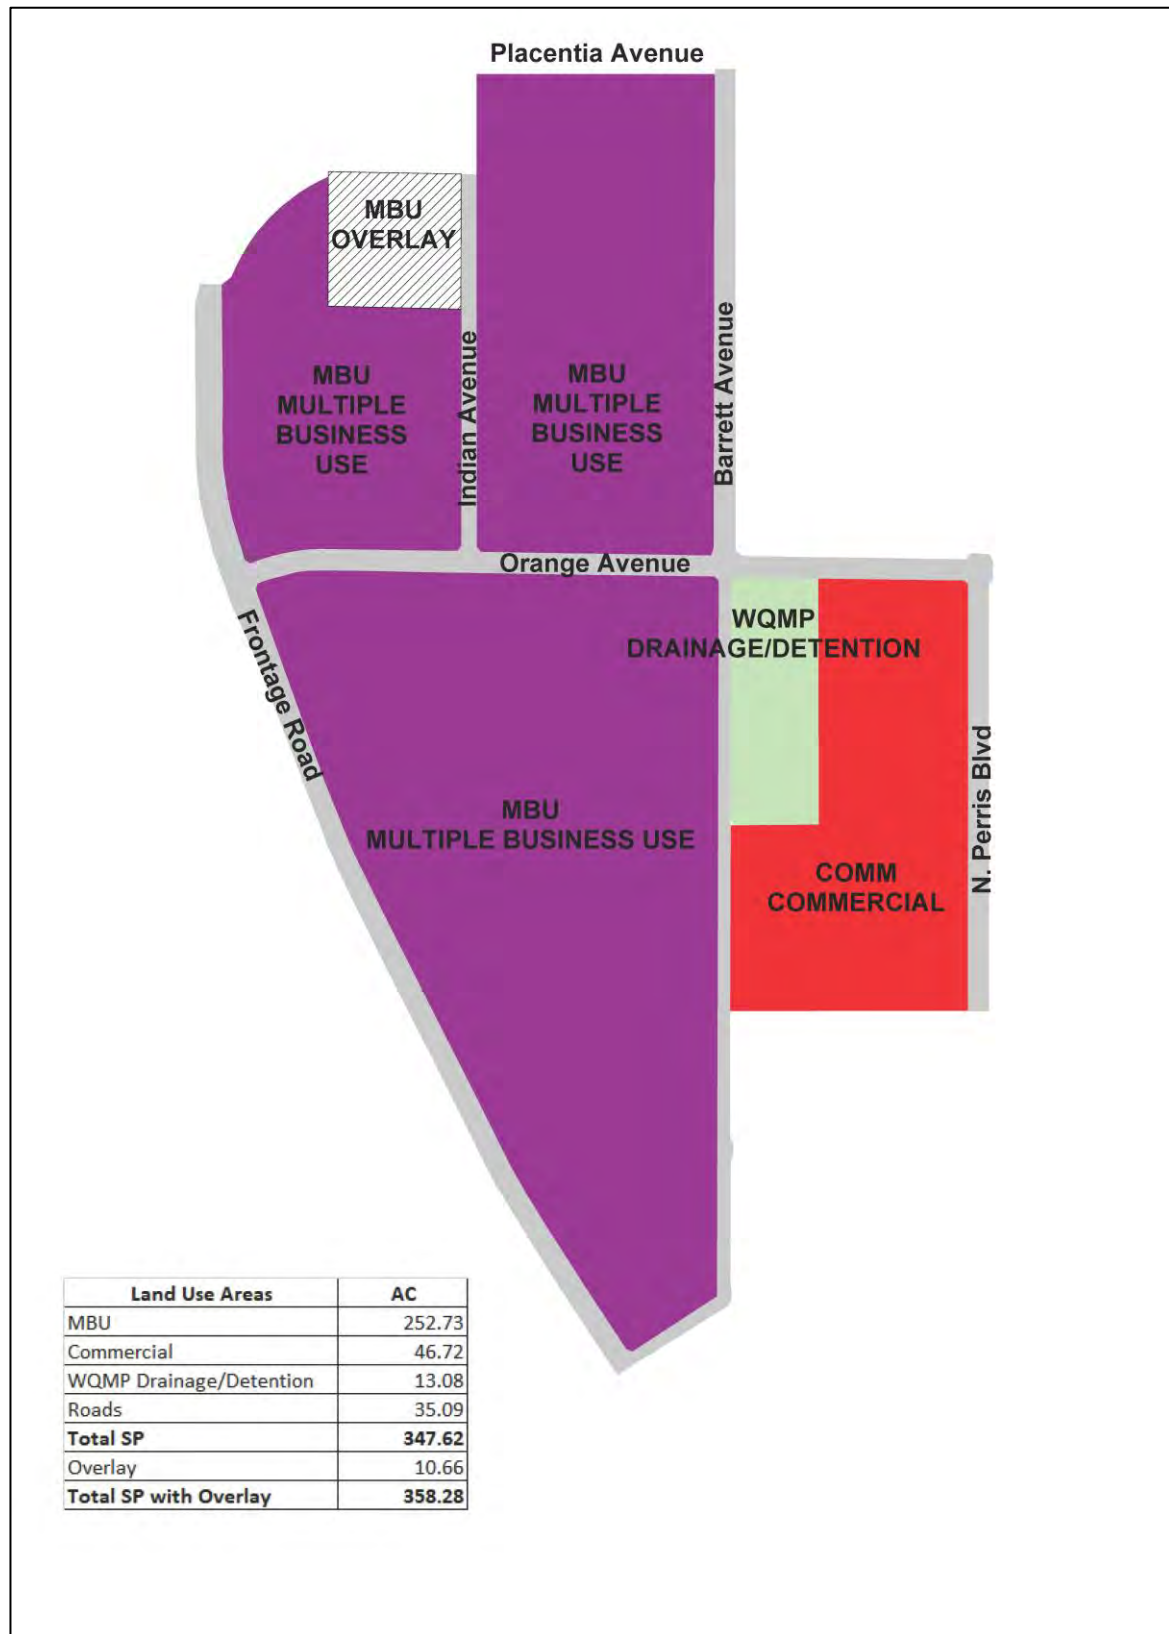 Placentia Avenue
MBU
OVERLAY
MBU
MULTIPLE
BUSINESS
USE
Indian Avenue
MBU
MULTIPLE
BUSINESS
USE
Barrett Avenue
Orange Avenue
Frontage Road
WQMP
DRAINAGE/DETENTION
MBU
MULTIPLE BUSINESS USE
COMM
COMMERCIAL
N. Perris Blvd
Land Use Areas AC
MBU 252.73
Commercial 46.72
WQMP Drainage/Detention 13.08
Roads 35.09
Total SP 347.62
Overlay 10.66
Total SP with Overlay 358.28